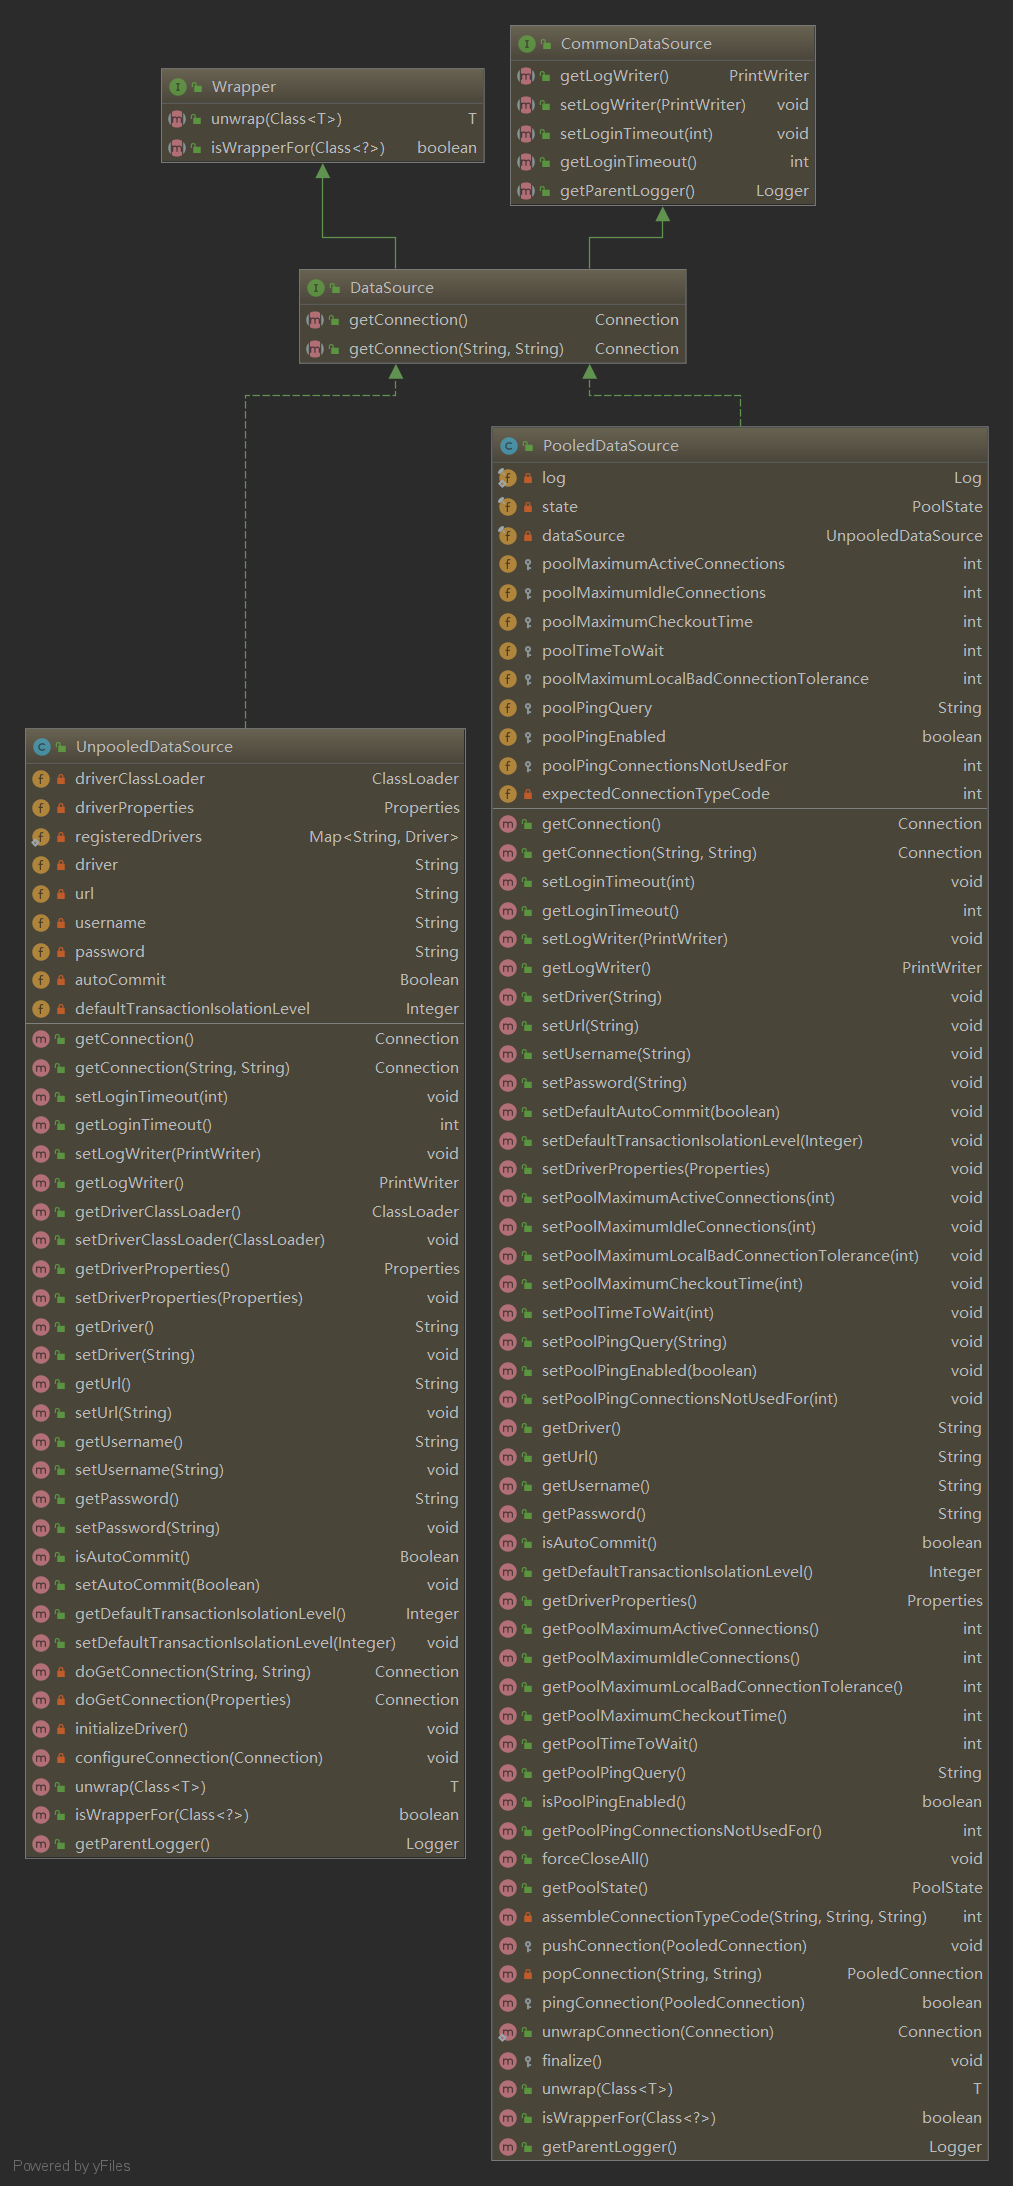 CommonDataSource
getLogWriter() PrintWriter
setLogWriter(PrintWriter) void
setLoginTimeout(int) void
getLoginTimeout() int
getParentLogger() Logger
Wrapper
unwrap(Class<T>) T
isWrapperFor(Class<?>) boolean
DataSource
getConnection() Connection
getConnection(String, String) Connection
PooledDataSource
log Log
state PoolState
dataSource UnpooledDataSource
poolMaximumActiveConnections int
poolMaximumIdleConnections int
poolMaximumCheckoutTime int
poolTimeToWait int
poolMaximumLocalBadConnectionTolerance int
poolPingQuery String
poolPingEnabled boolean
poolPingConnectionsNotUsedFor int
expectedConnectionTypeCode int
getConnection() Connection
getConnection(String, String) Connection
setLoginTimeout(int) void
getLoginTimeout() int
setLogWriter(PrintWriter) void
getLogWriter() PrintWriter
setDriver(String) void
setUrl(String) void
setUsername(String) void
setPassword(String) void
setDefaultAutoCommit(boolean) void
setDefaultTransactionIsolationLevel(Integer) void
setDriverProperties(Properties) void
setPoolMaximumActiveConnections(int) void
setPoolMaximumIdleConnections(int) void
setPoolMaximumLocalBadConnectionTolerance(int) void
setPoolMaximumCheckoutTime(int) void
setPoolTimeToWait(int) void
setPoolPingQuery(String) void
setPoolPingEnabled(boolean) void
setPoolPingConnectionsNotUsedFor(int) void
getDriver() String
getUrl() String
getUsername() String
getPassword() String
isAutoCommit() boolean
getDefaultTransactionIsolationLevel() Integer
getDriverProperties() Properties
getPoolMaximumActiveConnections() int
getPoolMaximumIdleConnections() int
getPoolMaximumLocalBadConnectionTolerance() int
getPoolMaximumCheckoutTime() int
getPoolTimeToWait() int
getPoolPingQuery() String
isPoolPingEnabled() boolean
getPoolPingConnectionsNotUsedFor() int
forceCloseAll() void
getPoolState() PoolState
assembleConnectionTypeCode(String, String, String) int
pushConnection(PooledConnection) void
popConnection(String, String) PooledConnection
pingConnection(PooledConnection) boolean
unwrapConnection(Connection) Connection
finalize() void
unwrap(Class<T>) T
isWrapperFor(Class<?>) boolean
getParentLogger() Logger
UnpooledDataSource
driverClassLoader ClassLoader
driverProperties Properties
registeredDrivers Map<String, Driver>
driver String
url String
username String
password String
autoCommit Boolean
defaultTransactionIsolationLevel Integer
getConnection() Connection
getConnection(String, String) Connection
setLoginTimeout(int) void
getLoginTimeout() int
setLogWriter(PrintWriter) void
getLogWriter() PrintWriter
getDriverClassLoader() ClassLoader
setDriverClassLoader(ClassLoader) void
getDriverProperties() Properties
setDriverProperties(Properties) void
getDriver() String
setDriver(String) void
getUrl() String
setUrl(String) void
getUsername() String
setUsername(String) void
getPassword() String
setPassword(String) void
isAutoCommit() Boolean
setAutoCommit(Boolean) void
getDefaultTransactionIsolationLevel() Integer
setDefaultTransactionIsolationLevel(Integer) void
doGetConnection(String, String) Connection
doGetConnection(Properties) Connection
initializeDriver() void
configureConnection(Connection) void
unwrap(Class<T>) T
isWrapperFor(Class<?>) boolean
getParentLogger() Logger
Powered by yFiles